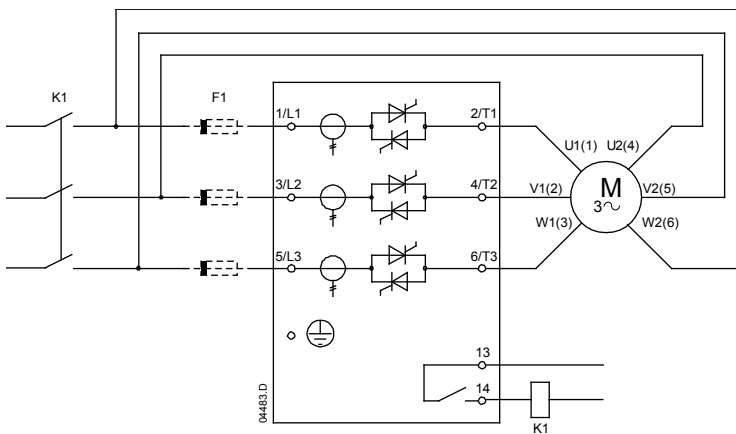 K1
F1
1/L1
2/T1
U1(1) U2(4)
3/L2
4/T2
V1(2)
M
3~
V2(5)
W1(3)
W2(6)
5/L3
6/T3
13
14
04483.D
K1